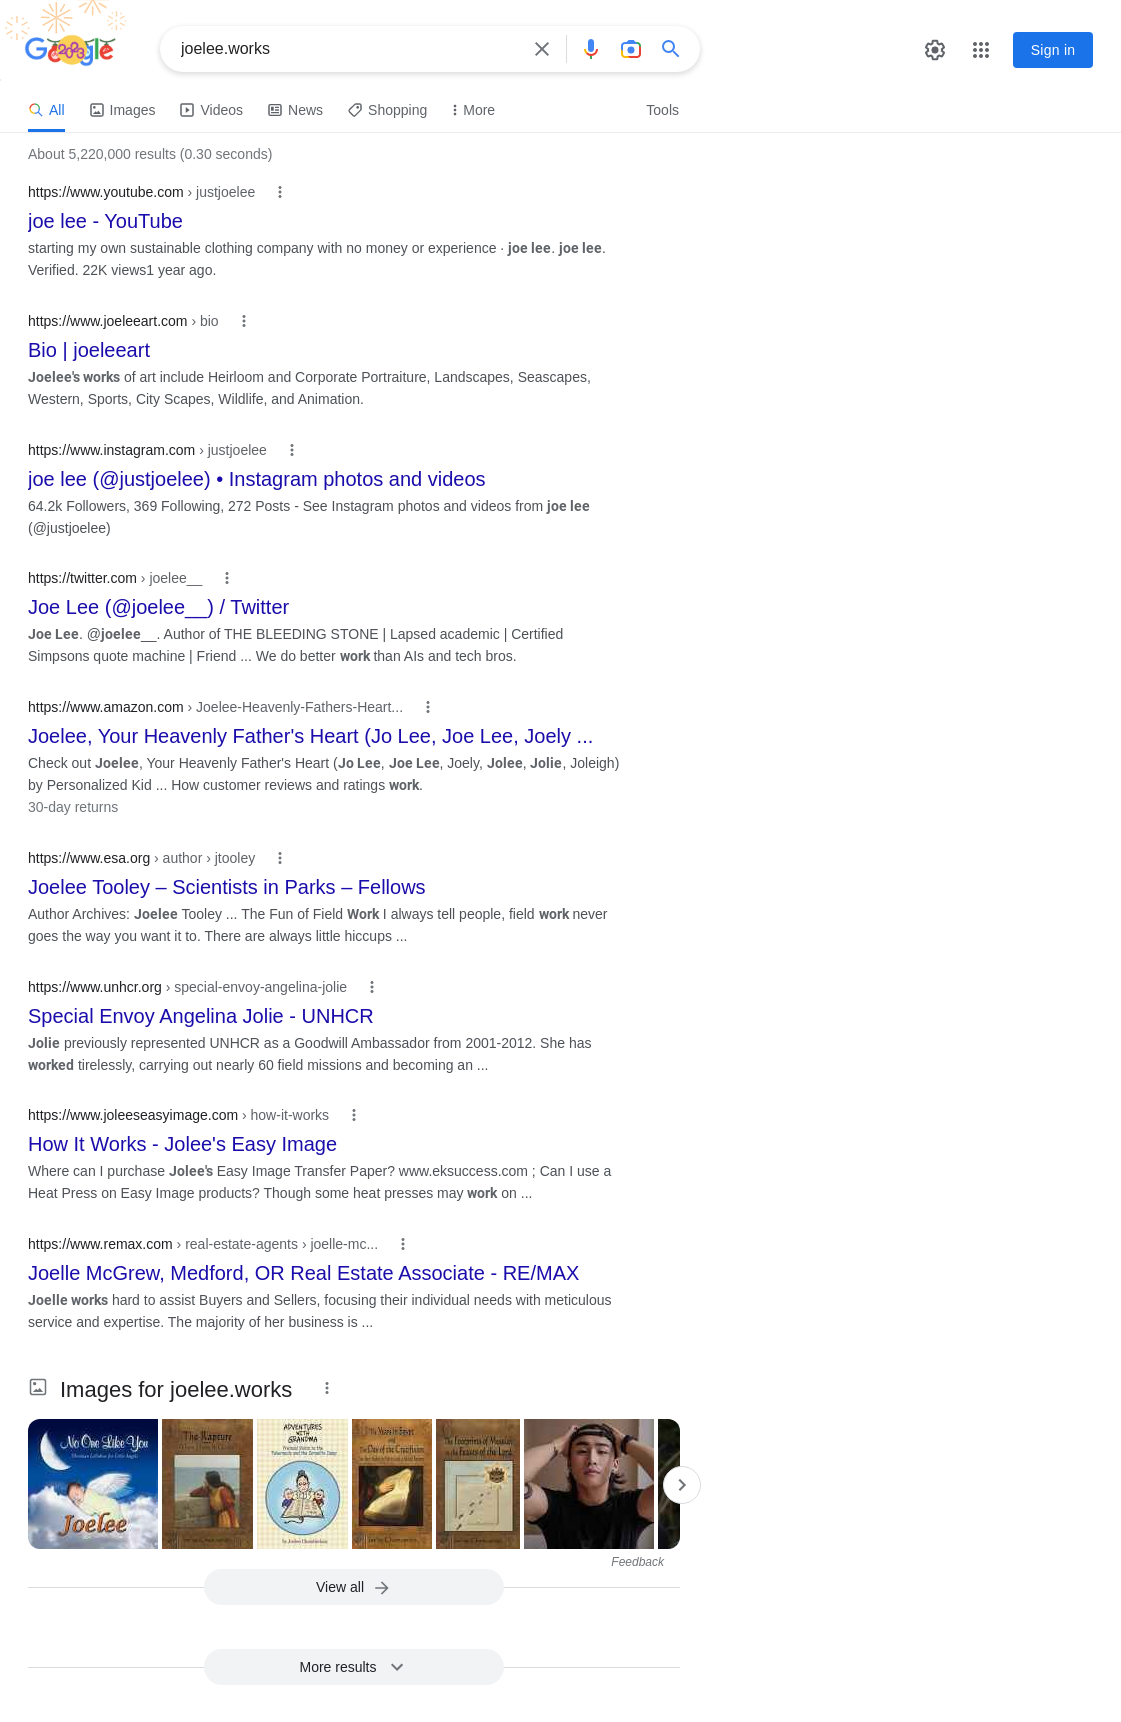 Google
joelee.works
Sign in
All
Images
Videos
News
Shopping
More
Tools
About 5,220,000 results (0.30 seconds)
https://www.youtube.com › justjoelee
joe lee - YouTube
starting my own sustainable clothing company with no money or experience · joe lee. joe lee.
Verified. 22K views1 year ago.
https://www.joeleeart.com › bio
Bio | joeleeart
Joelee's works of art include Heirloom and Corporate Portraiture, Landscapes, Seascapes,
Western, Sports, City Scapes, Wildlife, and Animation.
https://www.instagram.com › justjoelee
joe lee (@justjoelee) • Instagram photos and videos
64.2k Followers, 369 Following, 272 Posts - See Instagram photos and videos from joe lee
(@justjoelee)
https://twitter.com › joelee__
Joe Lee (@joelee__) / Twitter
Joe Lee. @joelee__. Author of THE BLEEDING STONE | Lapsed academic | Certified
Simpsons quote machine | Friend ... We do better work than AIs and tech bros.
https://www.amazon.com › Joelee-Heavenly-Fathers-Heart...
Joelee, Your Heavenly Father's Heart (Jo Lee, Joe Lee, Joely ...
Check out Joelee, Your Heavenly Father's Heart (Jo Lee, Joe Lee, Joely, Jolee, Jolie, Joleigh)
by Personalized Kid ... How customer reviews and ratings work.
30-day returns
https://www.esa.org › author › jtooley
Joelee Tooley – Scientists in Parks – Fellows
Author Archives: Joelee Tooley ... The Fun of Field Work I always tell people, field work never
goes the way you want it to. There are always little hiccups ...
https://www.unhcr.org › special-envoy-angelina-jolie
Special Envoy Angelina Jolie - UNHCR
Jolie previously represented UNHCR as a Goodwill Ambassador from 2001-2012. She has
worked tirelessly, carrying out nearly 60 field missions and becoming an ...
https://www.joleeseasyimage.com › how-it-works
How It Works - Jolee's Easy Image
Where can I purchase Jolee's Easy Image Transfer Paper? www.eksuccess.com ; Can I use a
Heat Press on Easy Image products? Though some heat presses may work on ...
https://www.remax.com › real-estate-agents › joelle-mc...
Joelle McGrew, Medford, OR Real Estate Associate - RE/MAX
Joelle works hard to assist Buyers and Sellers, focusing their individual needs with meticulous
service and expertise. The majority of her business is ...
Images for joelee.works
No One Like You
Christian Lullabies for Little Angels
Joelee
The Rapture
ADVENTURES
WITH
GRANDMA
The Years in Egypt
and
The Day of the Crucifixion
The Footprints of Messiah
in the Feasts of the Lord
Feedback
View all
More results